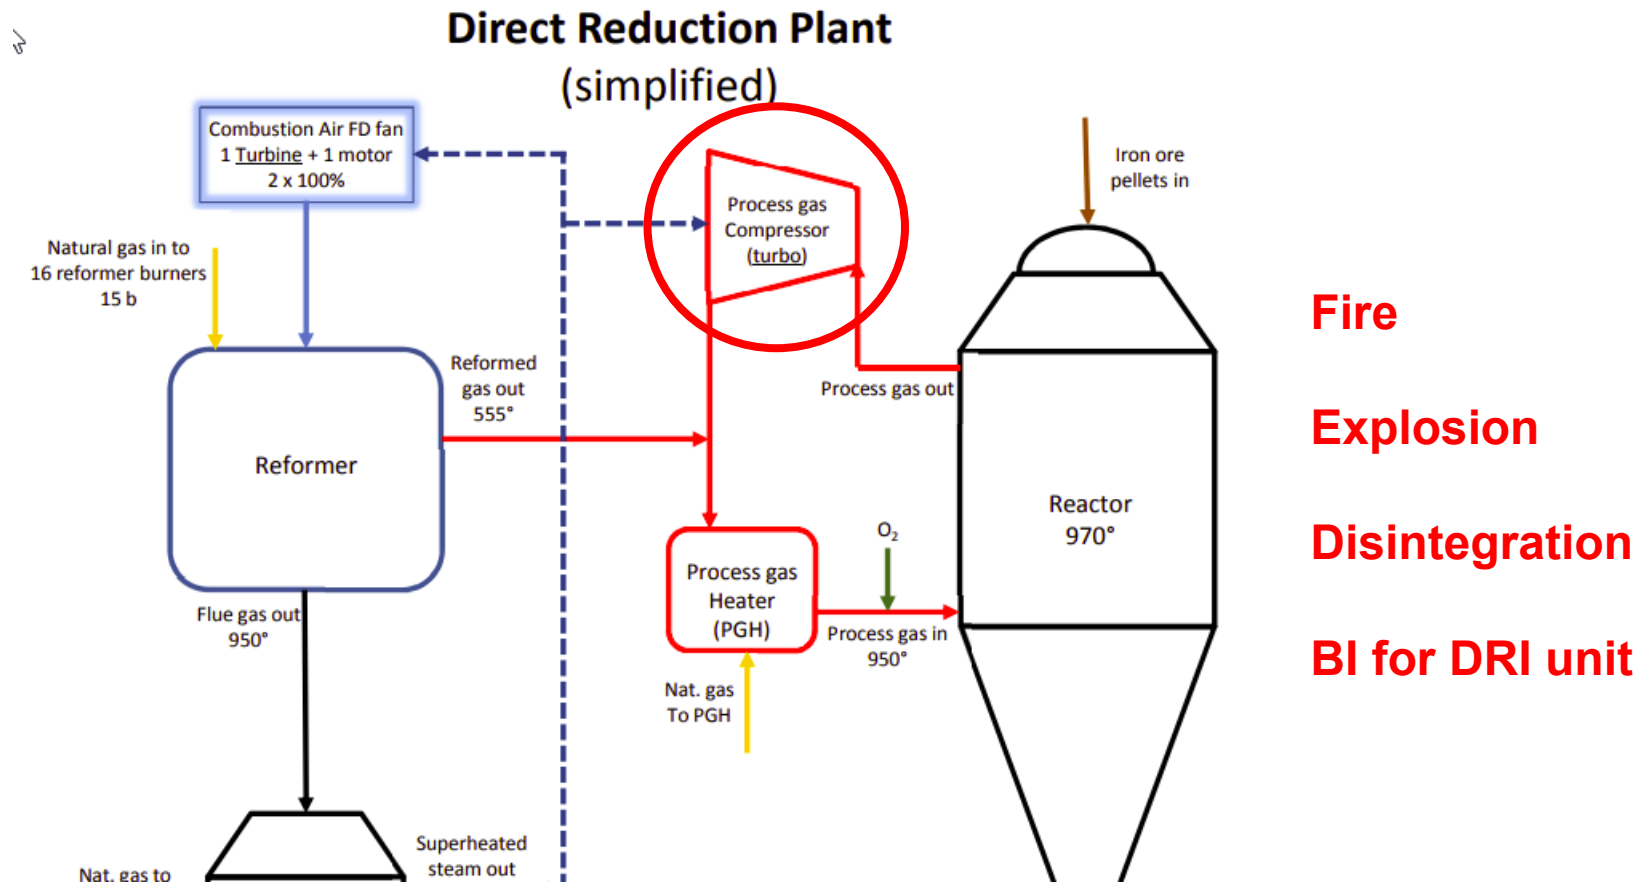 Direct Reduction Plant
(simplified)
Combustion Air FD fan
1 Turbine + 1 motor
2 x 100%
Natural gas in to
16 reformer burners
15 b
Process gas
Compressor
(turbo)
Iron ore
pellets in
Reformed
gas out
555°
Process gas out
Reformer
Reactor
970°
O₂
Process gas
Heater
(PGH)
Process gas in
950°
Flue gas out
950°
Nat. gas
To PGH
Superheated
steam out
Nat. gas to
Fire
Explosion
Disintegration
BI for DRI unit